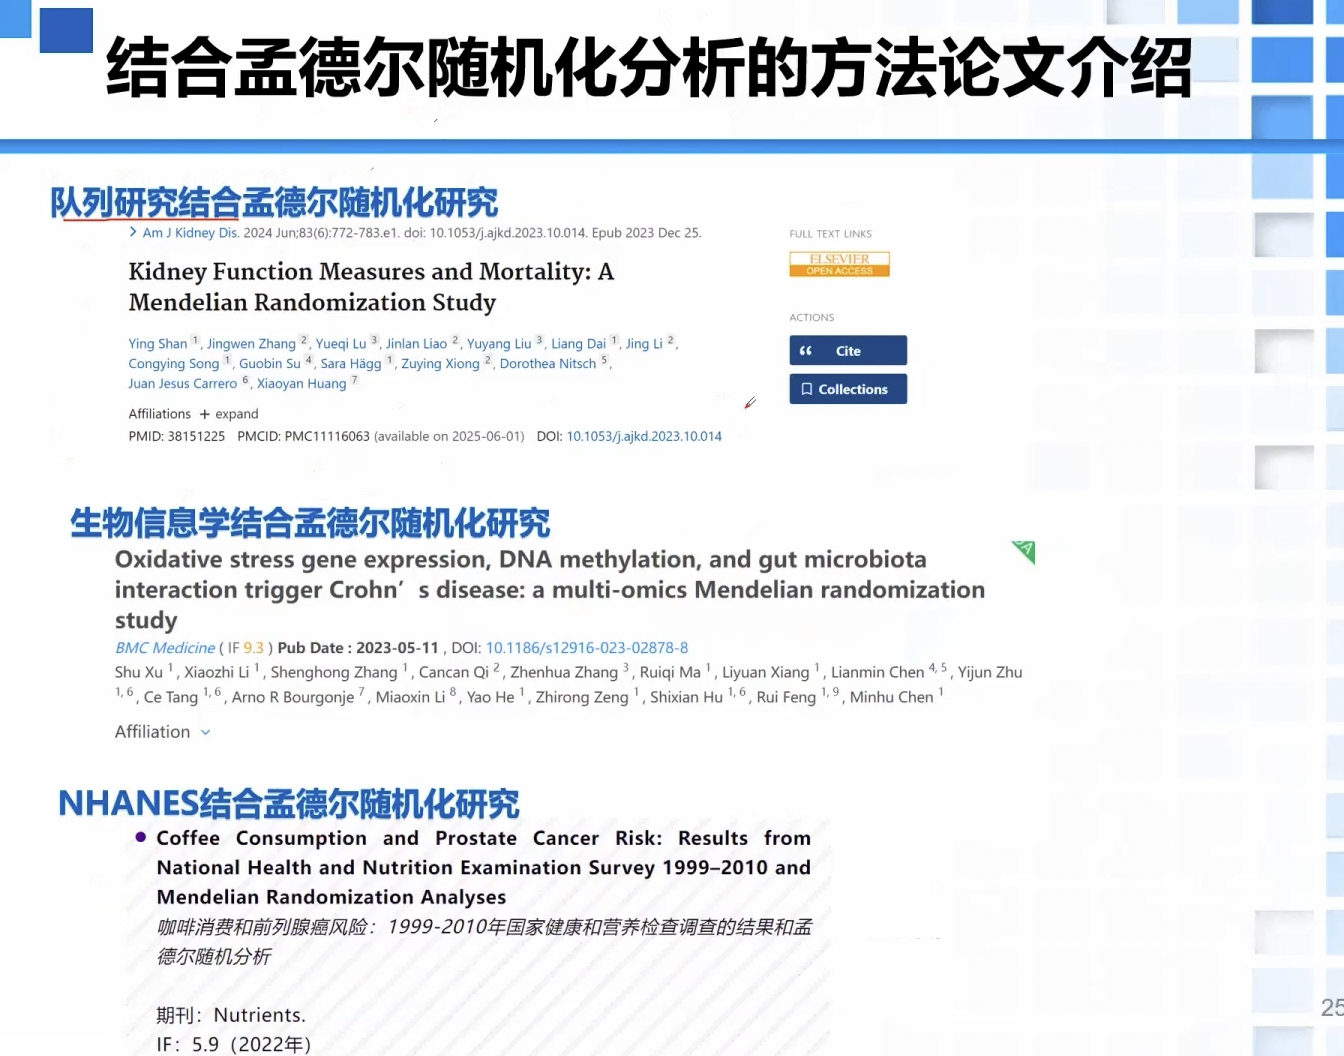 结合孟德尔随机化分析的方法论文介绍
队列研究结合孟德尔随机化研究
Am J Kidney Dis. 2024 Jun;83(6):772-783.e1. doi: 10.1053/j.ajkd.2023.10.014. Epub 2023 Dec 25.
Kidney Function Measures and Mortality: A
Mendelian Randomization Study
Ying Shan 1, Jingwen Zhang 2, Yueqi Lu 3, Jinlan Liao 2, Yuyang Liu 3, Liang Dai 1, Jing Li 2,
Congying Song 1, Guobin Su 4, Sara Hägg 1, Zuying Xiong 2, Dorothea Nitsch 5,
Juan Jesus Carrero 6, Xiaoyan Huang 7
Affiliations + expand
PMID: 38151225 PMCID: PMC11116063 (available on 2025-06-01) DOI: 10.1053/j.ajkd.2023.10.014
FULL TEXT LINKS
ELSEVIER
OPEN ACCESS
ACTIONS
Cite
Collections
生物信息学结合孟德尔随机化研究
Oxidative stress gene expression, DNA methylation, and gut microbiota
interaction trigger Crohn’s disease: a multi-omics Mendelian randomization
study
BMC Medicine ( IF 9.3 ) Pub Date : 2023-05-11 , DOI: 10.1186/s12916-023-02878-8
Shu Xu 1 , Xiaozhi Li 1 , Shenghong Zhang 1 , Cancan Qi 2 , Zhenhua Zhang 3 , Ruiqi Ma 1 , Liyuan Xiang 1 , Lianmin Chen 4, 5 , Yijun Zhu
1, 6 , Ce Tang 1, 6 , Arno R Bourgonje 7 , Miaoxin Li 8 , Yao He 1 , Zhirong Zeng 1 , Shixian Hu 1, 6 , Rui Feng 1, 9 , Minhu Chen 1
Affiliation
NHANES结合孟德尔随机化研究
Coffee Consumption and Prostate Cancer Risk: Results from
National Health and Nutrition Examination Survey 1999–2010 and
Mendelian Randomization Analyses
咖啡消费和前列腺癌风险：1999-2010年国家健康和营养检查调查的结果和孟
德尔随机分析
期刊：Nutrients.
IF：5.9（2022年）
25